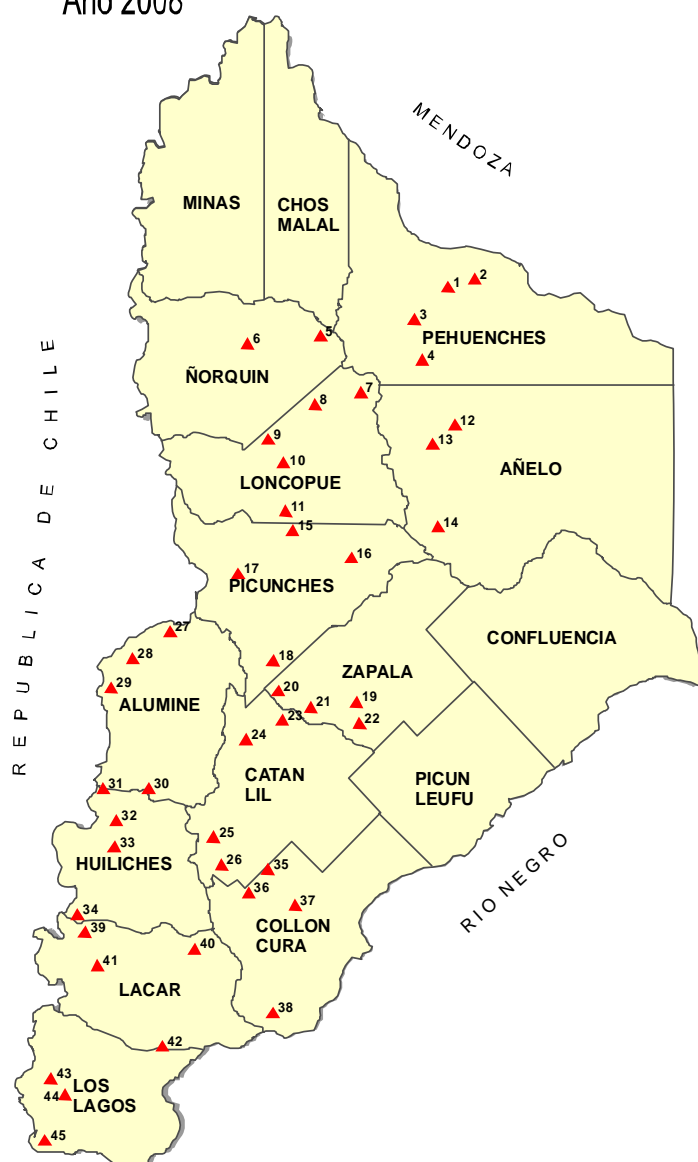 Año 2008
MENDOZA
MINAS
CHOS
MALAL
1
2
3
PEHUENCHES
4
5
6
ÑORQUIN
REPUBLICA DE CHILE
7
8
9
10
LONCOPUE
11
12
13
AÑELO
14
15
16
17
PICUNCHES
18
CONFLUENCIA
ZAPALA
19
20
21
22
23
24
27
28
29
ALUMINE
30
31
CATAN
LIL
PICUN
LEUFU
25
26
32
33
HUILICHES
34
35
36
37
COLLON
CURA
38
RIO NEGRO
39
40
41
LACAR
42
43
44
LOS
LAGOS
45